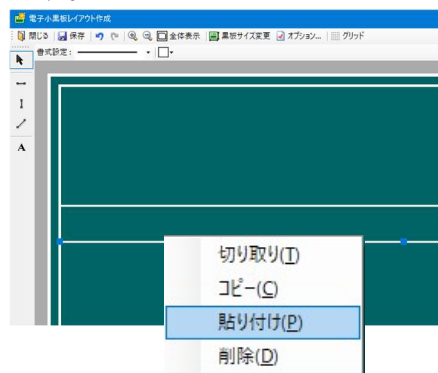 電子小黒板レイアウト作成
閉じる 保存 全体表示 黒板サイズ変更 オプション... グリッド
書式設定：
A
切り取り(T)
コピー(C)
貼り付け(P)
削除(D)